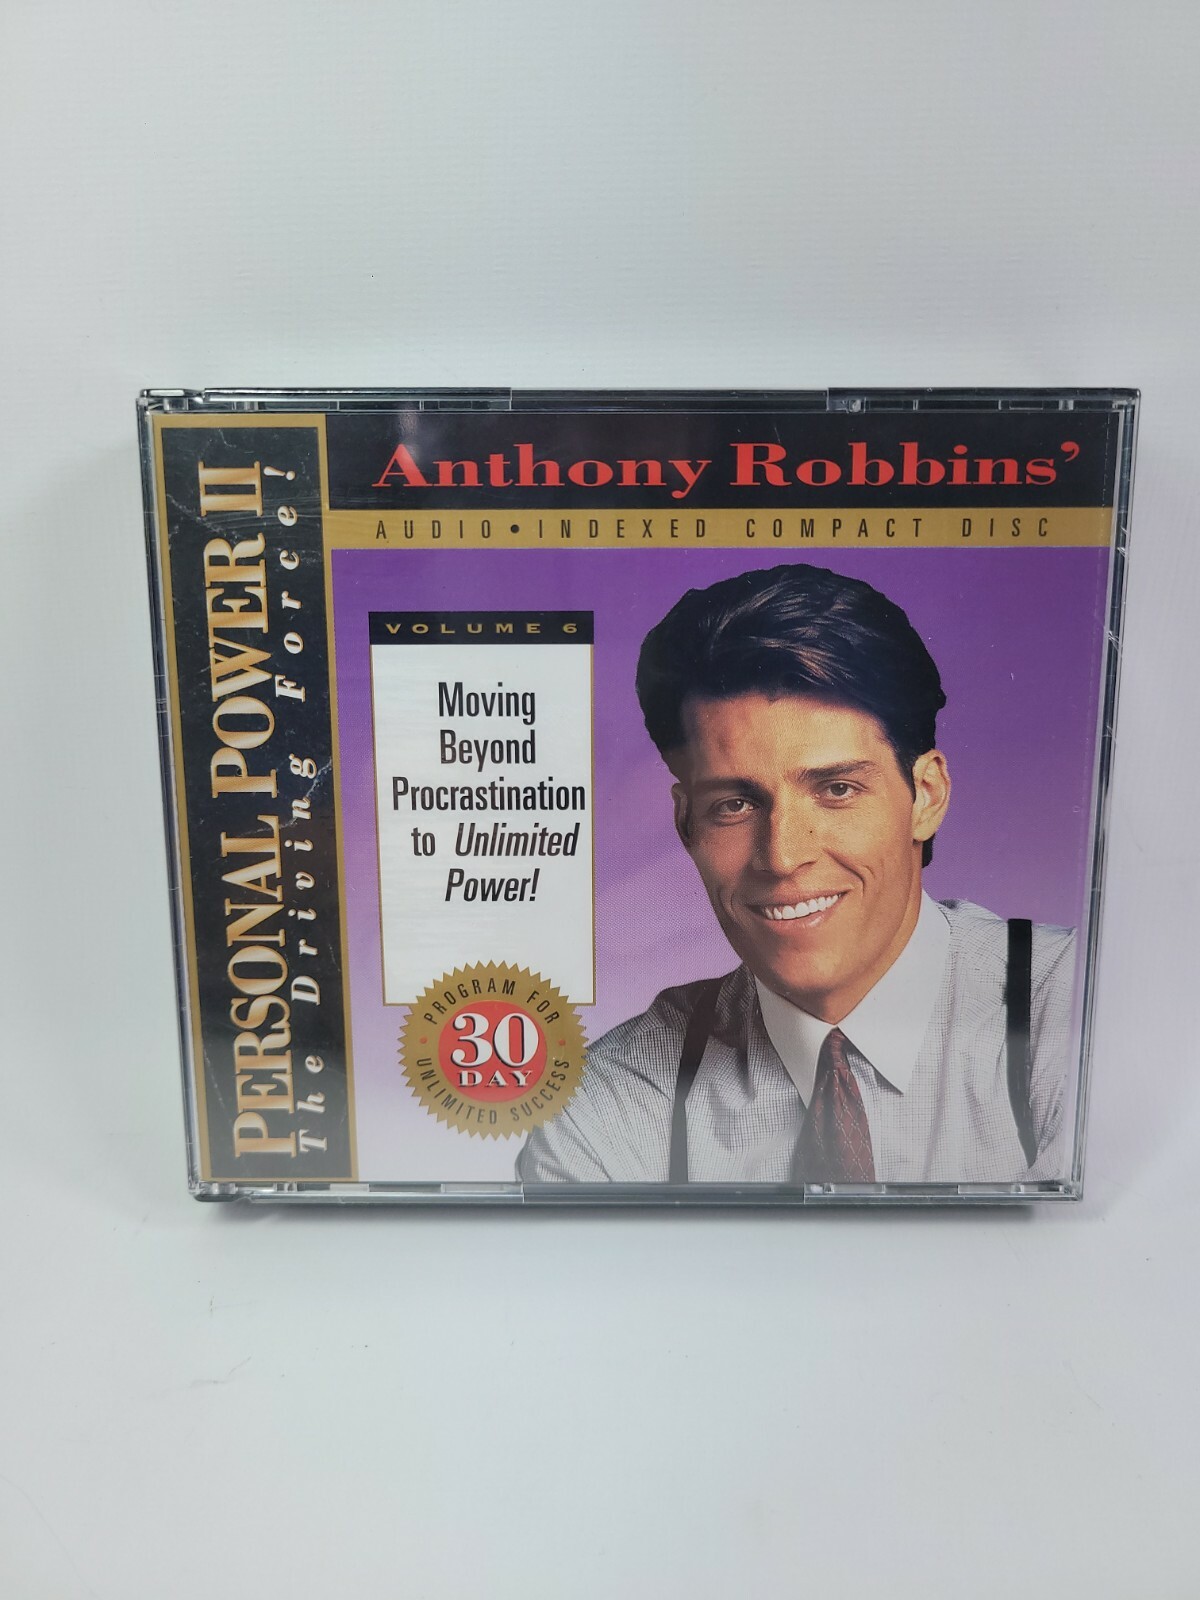 PERSONAL POWER II
The Driving Force!
Anthony Robbins’
AUDIO • INDEXED COMPACT DISC
VOLUME 6
Moving
Beyond
Procrastination
to Unlimited
Power!
PROGRAM FOR
30
DAY
UNLIMITED SUCCESS